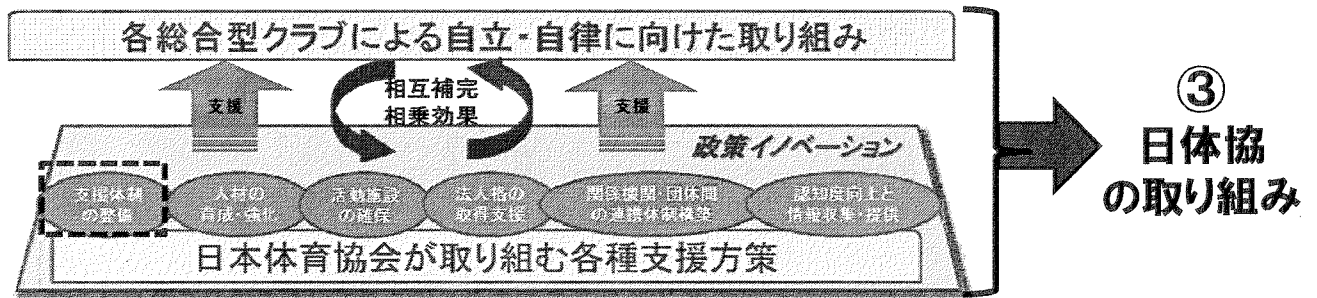 各総合型クラブによる自立・自律に向けた取り組み
支援
相互補完
相乗効果
支援
政策イノベーション
支援体制
の整備
人材の
育成・強化
活動施設
の確保
法人格の
取得支援
関係機関・団体間
の連携体制構築
認知度向上と
情報収集・提供
日本体育協会が取り組む各種支援方策
③
日体協
の取り組み